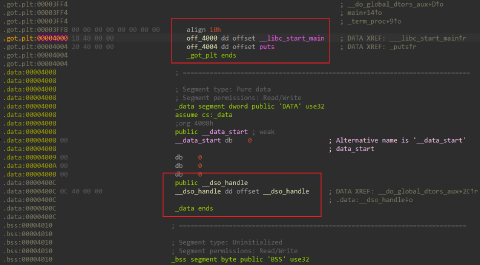 .got.plt:00003FF4 ; __do_global_dtors_aux+D↑o
.got.plt:00003FF4 ; main+14↑o
.got.plt:00003FF4 ; _term_proc+9↑o
.got.plt:00003FF8 00 00 00 00 00 00 00 00 align 10h
.got.plt:00004000 off_4000 dd offset __libc_start_main ; DATA XREF: ___libc_start_main↑r
.got.plt:00004004 off_4004 dd offset puts ; DATA XREF: _puts↑r
.got.plt:00004004 _got_plt ends
.got.plt:00004004
.data:00004008 ;
.data:00004008
.data:00004008 ; Segment type: Pure data
.data:00004008 ; Segment permissions: Read/Write
.data:00004008 _data segment dword public 'DATA' use32
.data:00004008 assume cs:_data
.data:00004008 ;org 4008h
.data:00004008 public __data_start ; weak
.data:00004008 00 __data_start db 0 ; Alternative name is '__data_start'
.data:00004008 ; data_start
.data:00004009 00 db 0
.data:0000400A 00 db 0
.data:0000400B 00 db 0
.data:0000400C public __dso_handle
.data:0000400C 0C 40 00 00 __dso_handle dd offset __dso_handle ; DATA XREF: __do_global_dtors_aux+2C↑r
.data:0000400C ; .data:__dso_handle↓o
.data:0000400C _data ends
.data:0000400C
.bss:00004010 ;
.bss:00004010
.bss:00004010 ; Segment type: Uninitialized
.bss:00004010 ; Segment permissions: Read/Write
.bss:00004010 _bss segment byte public 'BSS' use32